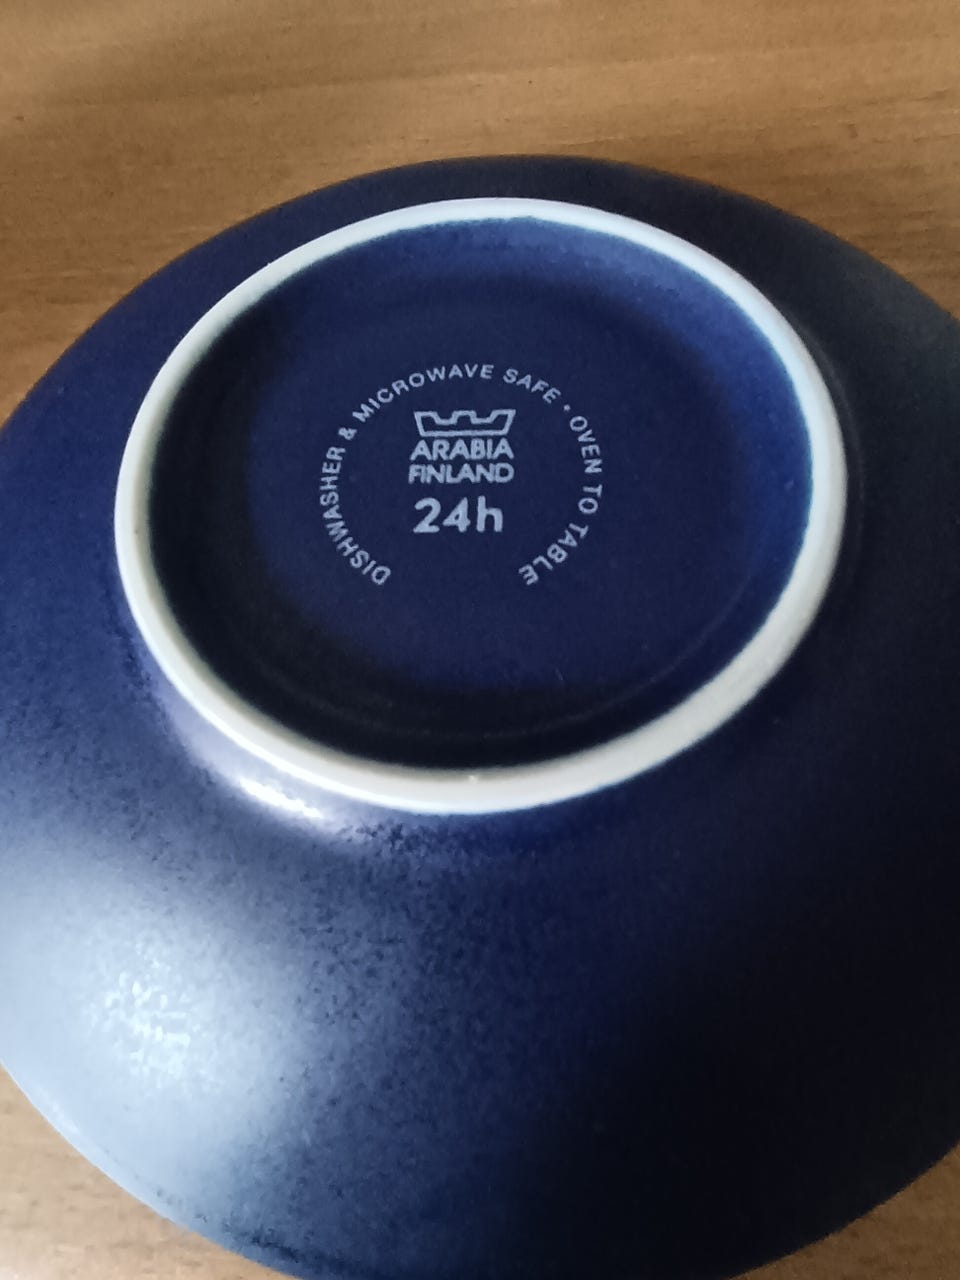 DISHWASHER & MICROWAVE SAFE • OVEN TO TABLE
ARABIA
FINLAND
24h